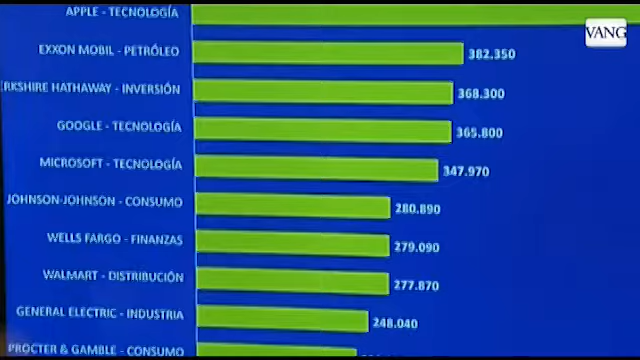 APPLE - TECNOLOGÍA
VANG
EXXON MOBIL - PETRÓLEO 382.350
ERKSHIRE HATHAWAY - INVERSIÓN 368.300
GOOGLE - TECNOLOGÍA 365.800
MICROSOFT - TECNOLOGÍA 347.970
JOHNSON-JOHNSON - CONSUMO 280.890
WELLS FARGO - FINANZAS 279.090
WALMART - DISTRIBUCIÓN 277.870
GENERAL ELECTRIC - INDUSTRIA 248.040
PROCTER & GAMBLE - CONSUMO